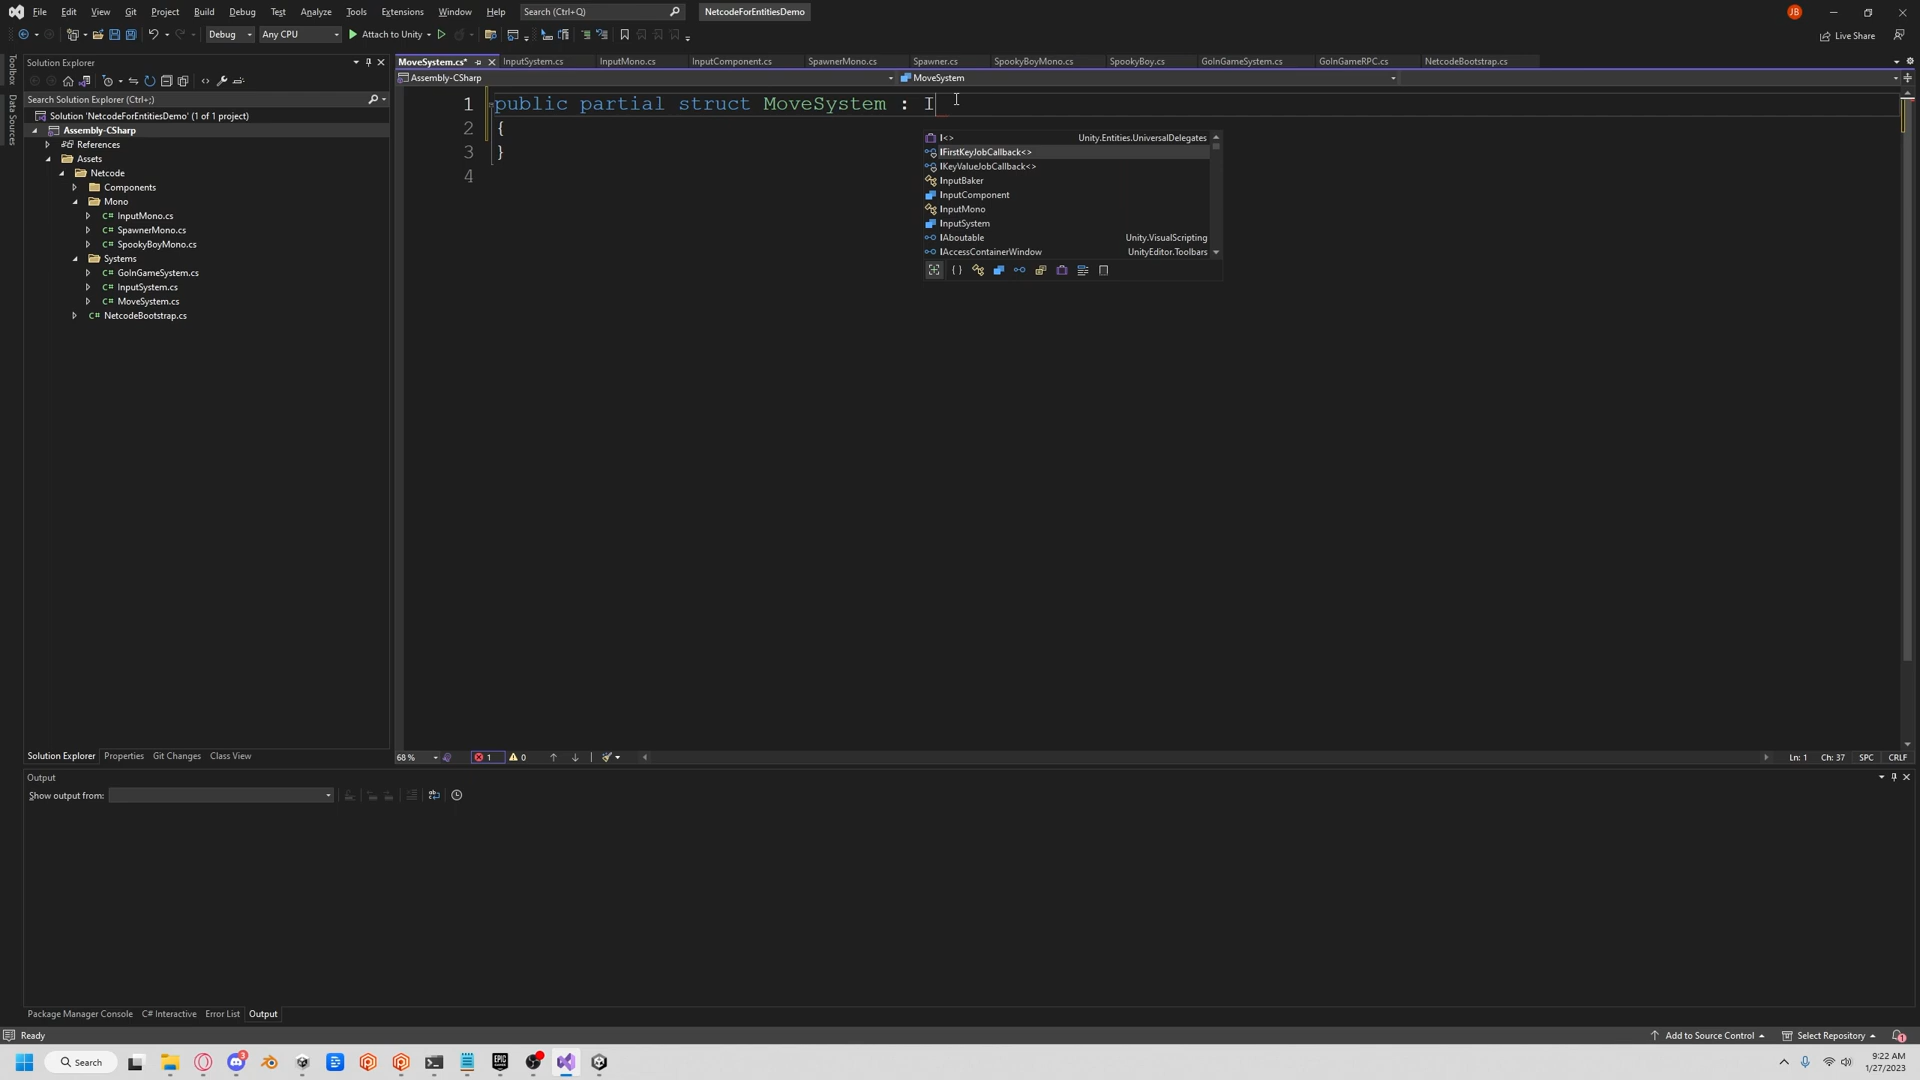 File Edit View Git Project Build Debug Test Analyze Tools Extensions Window Help Search (Ctrl+Q) NetcodeForEntitiesDemo JB
Debug Any CPU Attach to Unity Live Share
Toolbox
Data Sources
Solution Explorer
Search Solution Explorer (Ctrl+;)
Solution 'NetcodeForEntitiesDemo' (1 of 1 project)
Assembly-CSharp
References
Assets
Netcode
Components
Mono
C# InputMono.cs
C# SpawnerMono.cs
C# SpookyBoyMono.cs
Systems
C# GoInGameSystem.cs
C# InputSystem.cs
C# MoveSystem.cs
C# NetcodeBootstrap.cs
Solution Explorer Properties Git Changes Class View
MoveSystem.cs* InputSystem.cs InputMono.cs InputComponent.cs SpawnerMono.cs Spawner.cs SpookyBoyMono.cs SpookyBoy.cs GoInGameSystem.cs GoInGameRPC.cs NetcodeBootstrap.cs
Assembly-CSharp MoveSystem
1 public partial struct MoveSystem : I
2 {
3 }
4
I<> Unity.Entities.UniversalDelegates
IFirstKeyJobCallback<>
IKeyValueJobCallback<>
InputBaker
InputComponent
InputMono
InputSystem
IAboutable Unity.VisualScripting
IAccessContainerWindow UnityEditor.Toolbars
68 % 1 0 Ln: 1 Ch: 37 SPC CRLF
Output
Show output from:
Package Manager Console C# Interactive Error List Output
Ready Add to Source Control Select Repository 1
Search 3 9:22 AM
1/27/2023